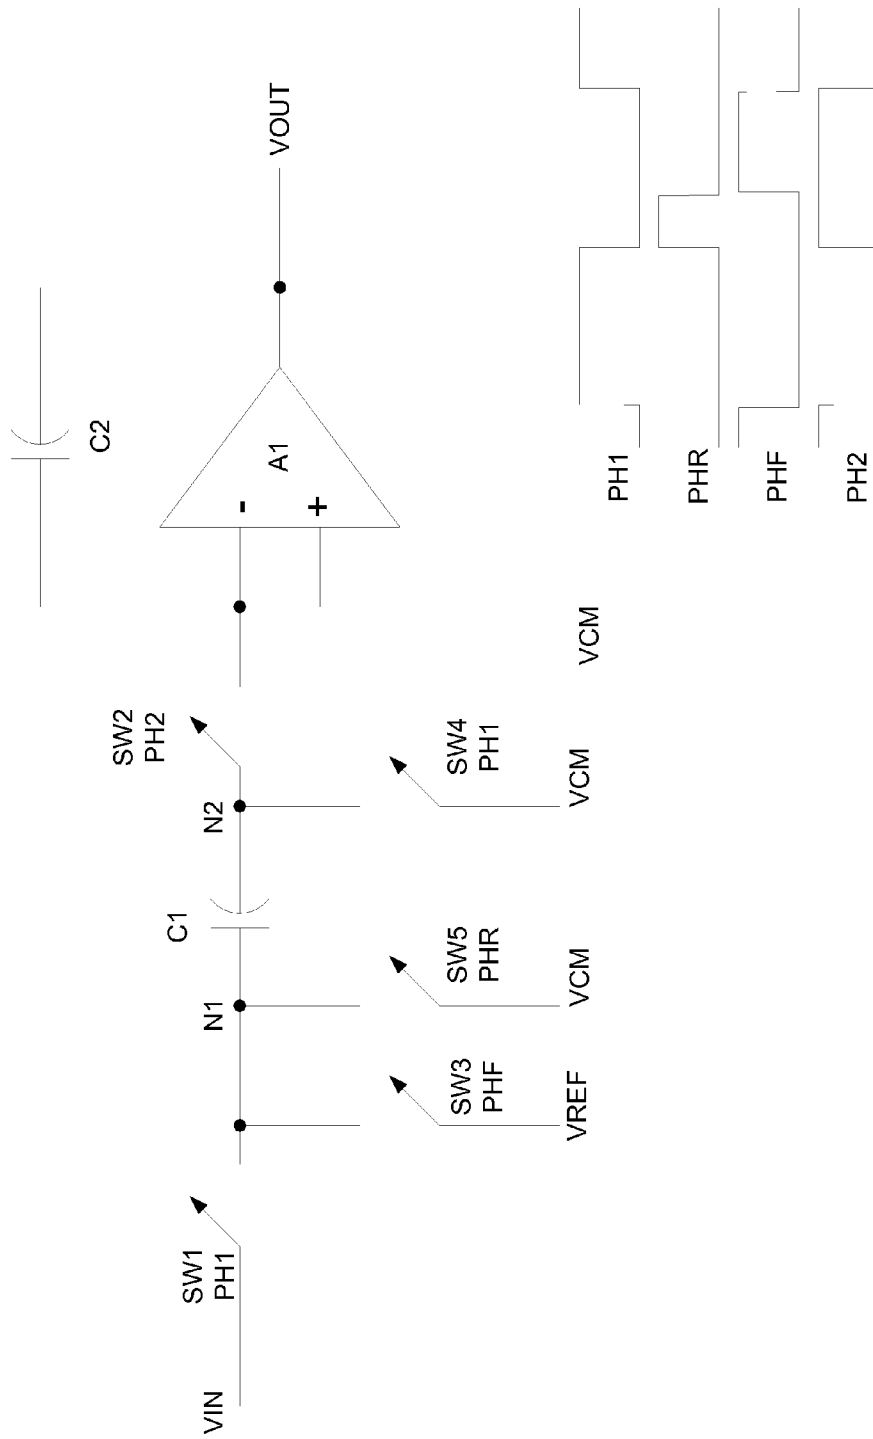 VIN
SW1
PH1
SW3
PHF
VREF
N1
SW5
PHR
VCM
C1
N2
SW4
PH1
VCM
SW2
PH2
VCM
-
+
A1
C2
VOUT
PH1
PHR
PHF
PH2